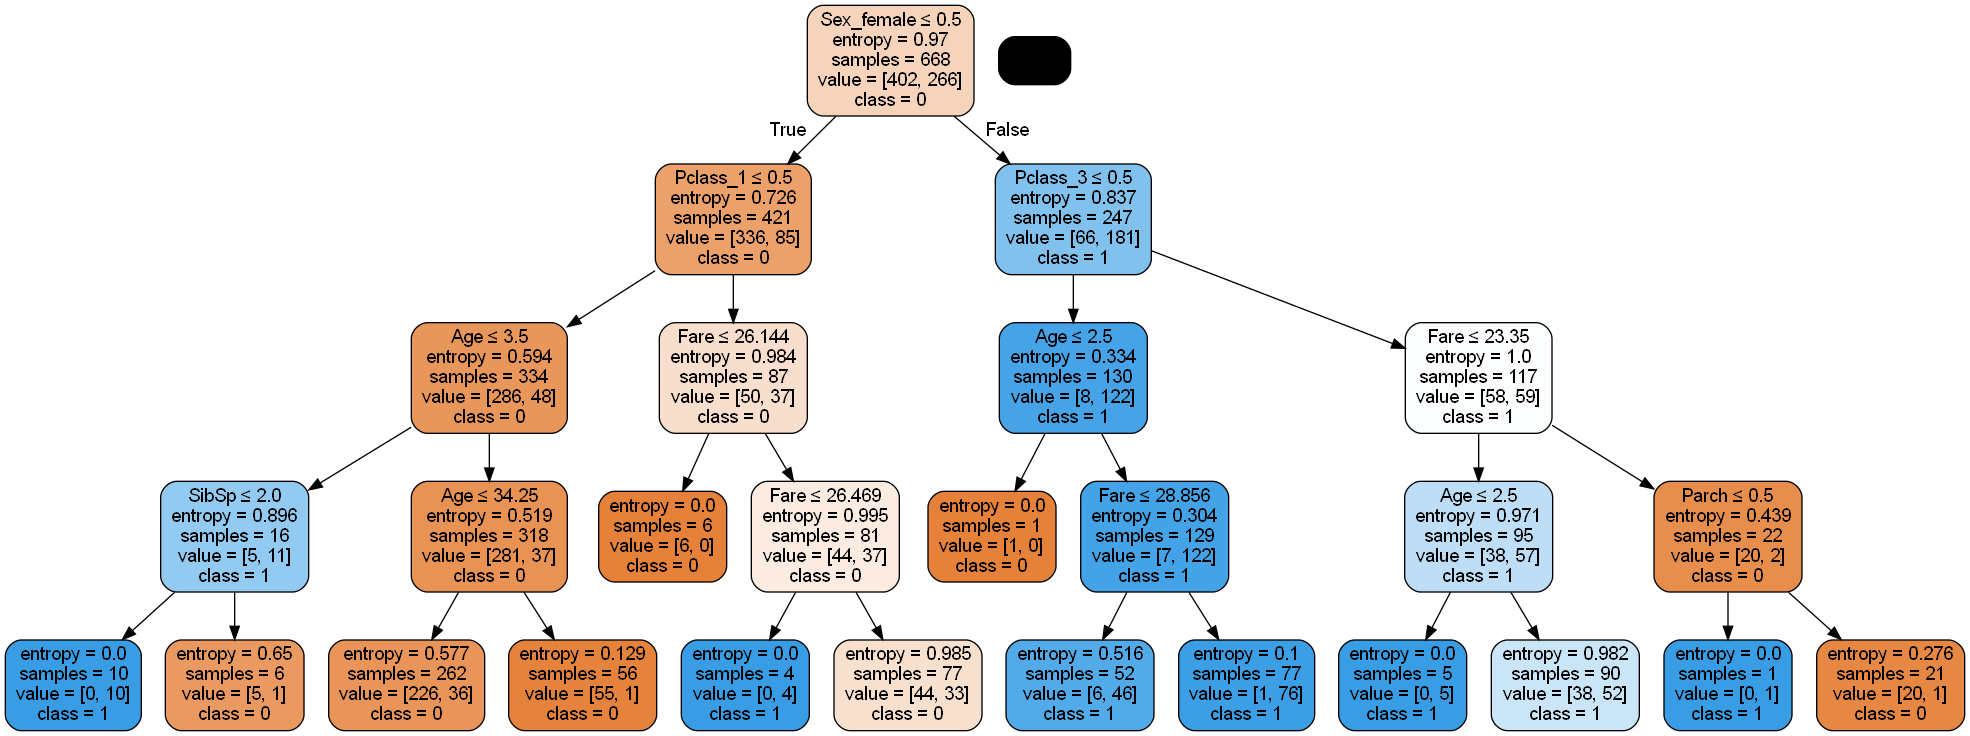 Sex_female ≤ 0.5
entropy = 0.97
samples = 668
value = [402, 266]
class = 0
True
False
Pclass_1 ≤ 0.5
entropy = 0.726
samples = 421
value = [336, 85]
class = 0
Pclass_3 ≤ 0.5
entropy = 0.837
samples = 247
value = [66, 181]
class = 1
Age ≤ 3.5
entropy = 0.594
samples = 334
value = [286, 48]
class = 0
Fare ≤ 26.144
entropy = 0.984
samples = 87
value = [50, 37]
class = 0
Age ≤ 2.5
entropy = 0.334
samples = 130
value = [8, 122]
class = 1
Fare ≤ 23.35
entropy = 1.0
samples = 117
value = [58, 59]
class = 1
SibSp ≤ 2.0
entropy = 0.896
samples = 16
value = [5, 11]
class = 1
Age ≤ 34.25
entropy = 0.519
samples = 318
value = [281, 37]
class = 0
entropy = 0.0
samples = 6
value = [6, 0]
class = 0
Fare ≤ 26.469
entropy = 0.995
samples = 81
value = [44, 37]
class = 0
entropy = 0.0
samples = 1
value = [1, 0]
class = 0
Fare ≤ 28.856
entropy = 0.304
samples = 129
value = [7, 122]
class = 1
Age ≤ 2.5
entropy = 0.971
samples = 95
value = [38, 57]
class = 1
Parch ≤ 0.5
entropy = 0.439
samples = 22
value = [20, 2]
class = 0
entropy = 0.0
samples = 10
value = [0, 10]
class = 1
entropy = 0.65
samples = 6
value = [5, 1]
class = 0
entropy = 0.577
samples = 262
value = [226, 36]
class = 0
entropy = 0.129
samples = 56
value = [55, 1]
class = 0
entropy = 0.0
samples = 4
value = [0, 4]
class = 1
entropy = 0.985
samples = 77
value = [44, 33]
class = 0
entropy = 0.516
samples = 52
value = [6, 46]
class = 1
entropy = 0.1
samples = 77
value = [1, 76]
class = 1
entropy = 0.0
samples = 5
value = [0, 5]
class = 1
entropy = 0.982
samples = 90
value = [38, 52]
class = 1
entropy = 0.0
samples = 1
value = [0, 1]
class = 1
entropy = 0.276
samples = 21
value = [20, 1]
class = 0